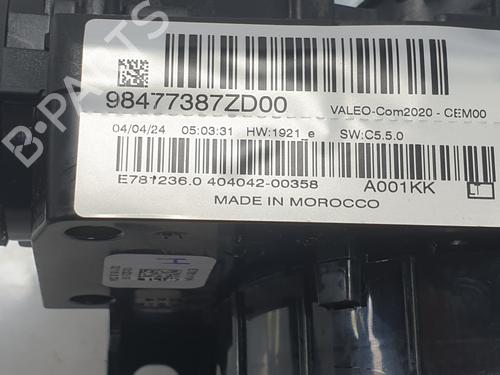 98477387ZD00
VALEO-Com2020 - CEM00
04/04/24 05:03:31 HW:1921_e SW:C5.5.0
E781236.0 404042-00358 A001KK
MADE IN MOROCCO
H
B-PARTS